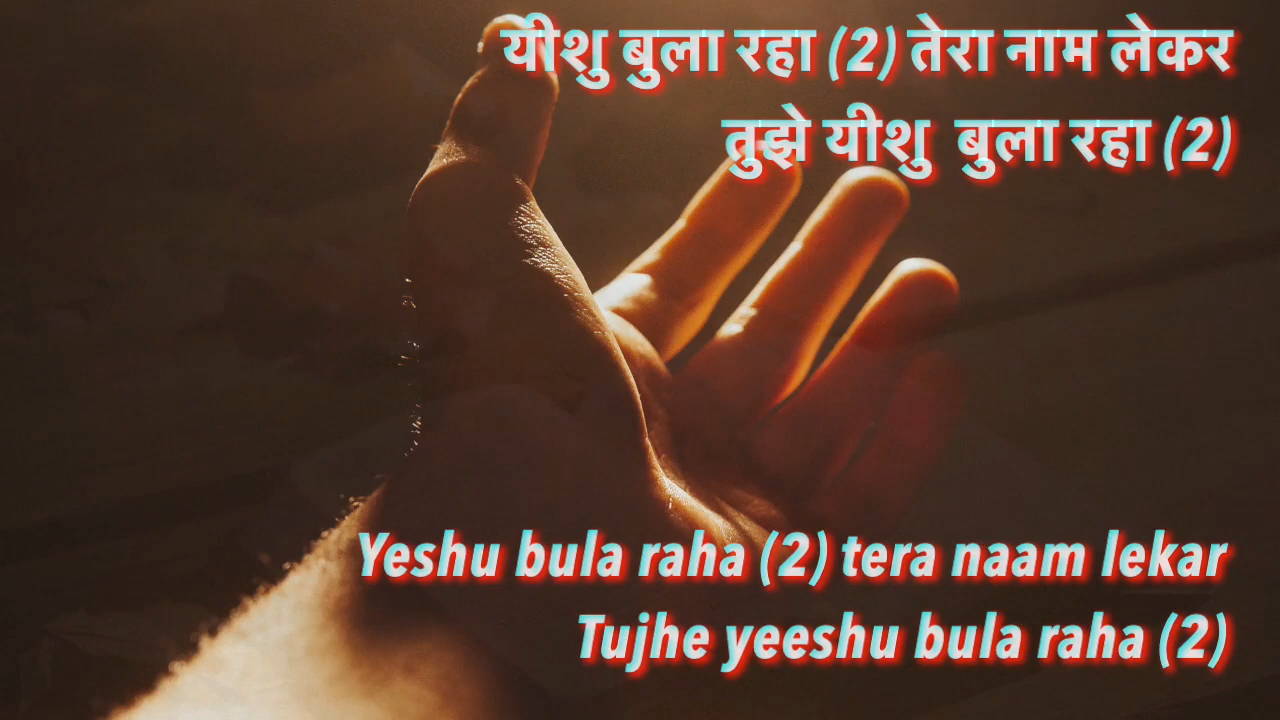 यीशु बुला रहा (2) तेरा नाम लेकर
तुझे यीशु बुला रहा (2)
Yeshu bula raha (2) tera naam lekar
Tujhe yeeshu bula raha (2)